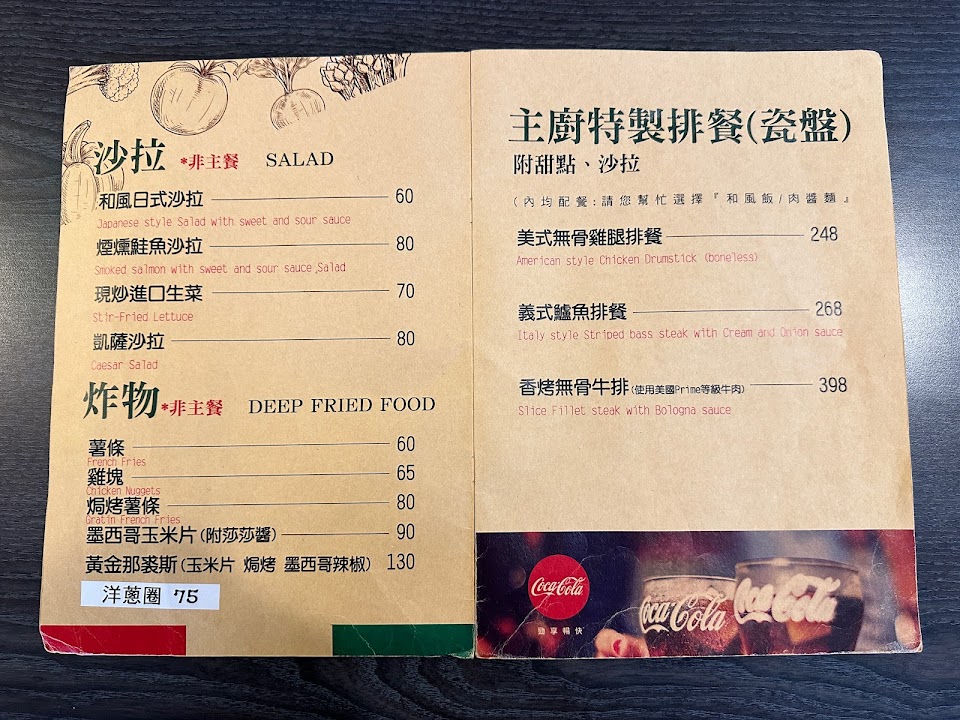 沙拉 *非主餐 SALAD
和風日式沙拉 60
Japanese style Salad with sweet and sour sauce
煙燻鮭魚沙拉 80
Smoked salmon with sweet and sour sauce ,Salad
現炒進口生菜 70
Stir-Fried Lettuce
凱薩沙拉 80
Caesar Salad
炸物 *非主餐 DEEP FRIED FOOD
薯條 60
French Fries
雞塊 65
Chicken Nuggets
焗烤薯條 80
Gratin French Fries
墨西哥玉米片(附莎莎醬) 90
黃金那裘斯(玉米片 焗烤 墨西哥辣椒) 130
洋蔥圈 75
主廚特製排餐(瓷盤)
附甜點、沙拉
(內均配餐:請您幫忙選擇『和風飯/肉醬麵』
美式無骨雞腿排餐 248
American style Chicken Drumstick (boneless)
義式鱸魚排餐 268
Italy style Striped bass steak with Cream and Onion sauce
香烤無骨牛排(使用美國Prime等級牛肉) 398
Slice Fillet steak with Bologna sauce
Coca-Cola
勁享暢快
Coca-Cola
Coca-Cola